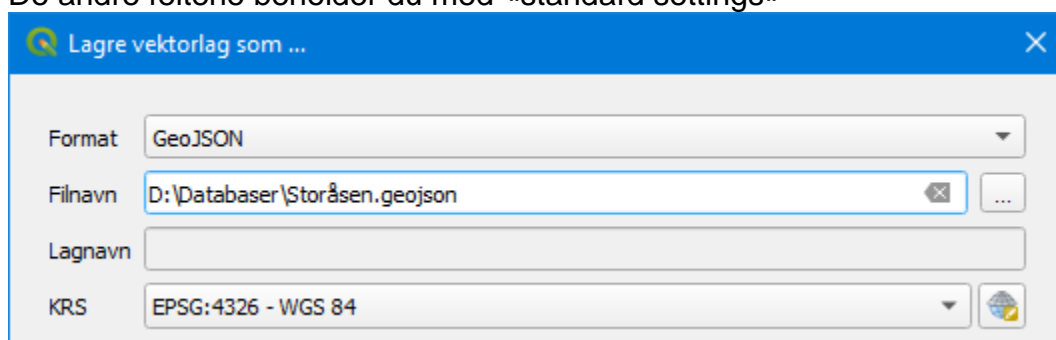 De andre feltene beholder du med «standard settings»
Lagre vektorlag som ...
Format GeoJSON
Filnavn D:\Databaser\Storåsen.geojson ...
Lagnavn
KRS EPSG:4326 - WGS 84